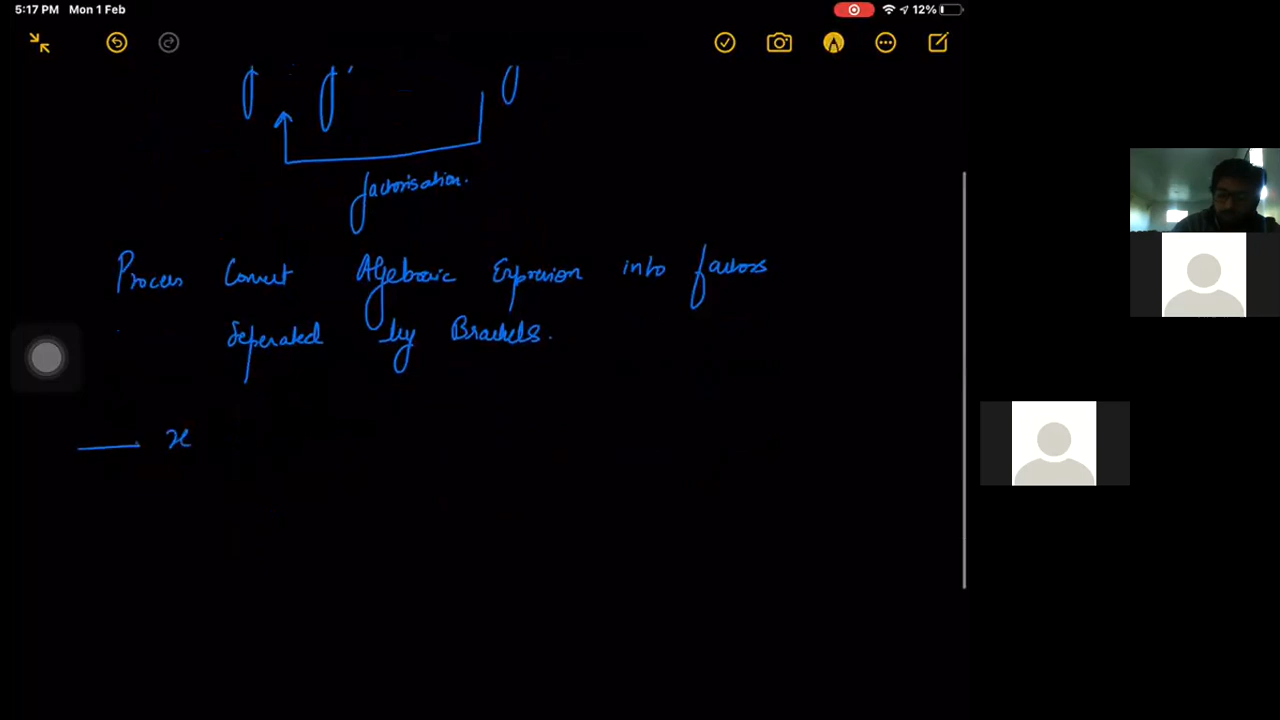 5:17 PM Mon 1 Feb
12%
factorisation.
Process Convert Algebraic Expression into factors
Seperated by Brackets.
x